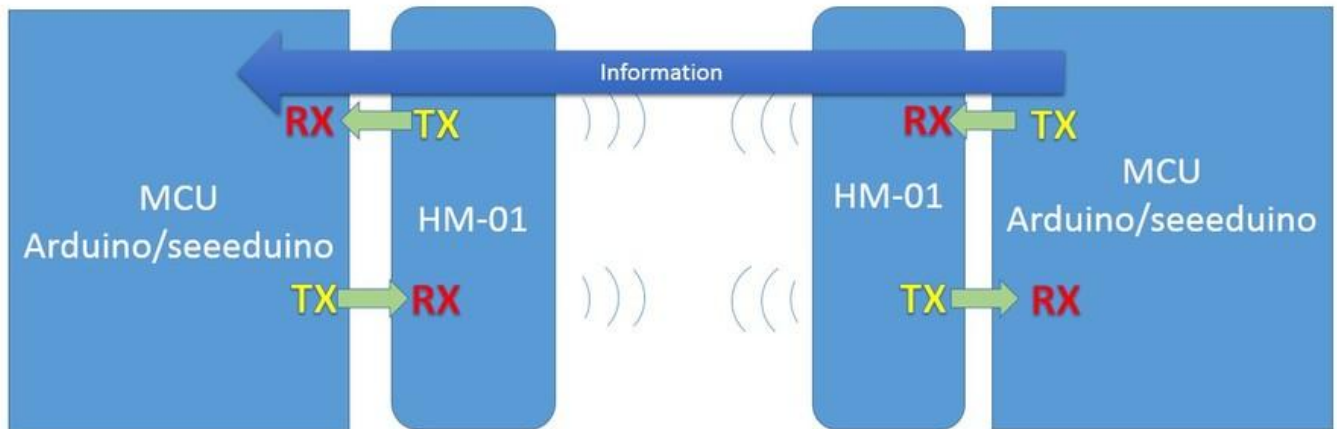 Information
RX
TX
RX
TX
MCU
Arduino/seeeduino
HM-01
HM-01
MCU
Arduino/seeeduino
TX
RX
TX
RX